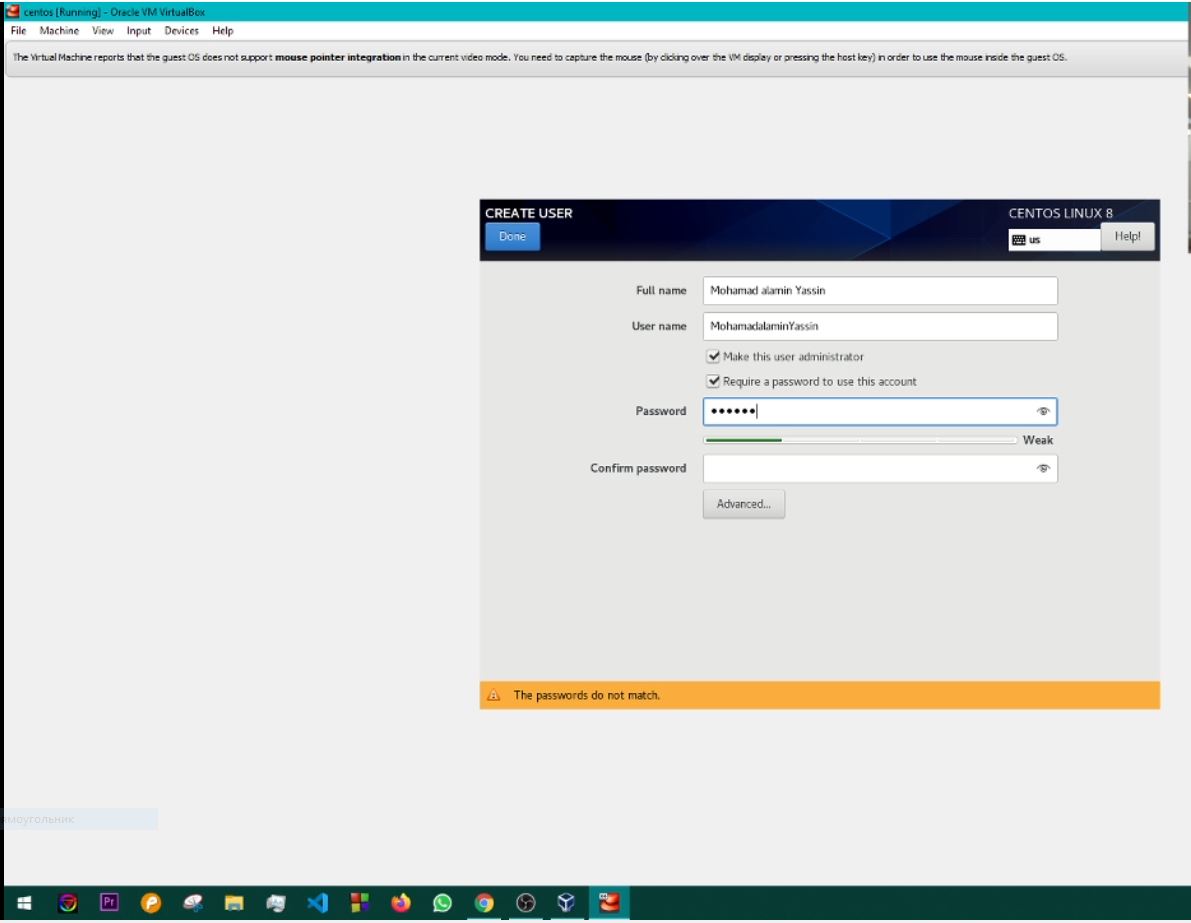 centos [Running] - Oracle VM VirtualBox
File Machine View Input Devices Help
The Virtual Machine reports that the guest OS does not support mouse pointer integration in the current video mode. You need to capture the mouse (by clicking over the VM display or pressing the host key) in order to use the mouse inside the guest OS.
CREATE USER
CENTOS LINUX 8
Done
us
Help!
Full name
Mohamad alamin Yassin
User name
MohamadalaminYassin
Make this user administrator
Require a password to use this account
Password
••••••
Weak
Confirm password
Advanced...
The passwords do not match.
Pr